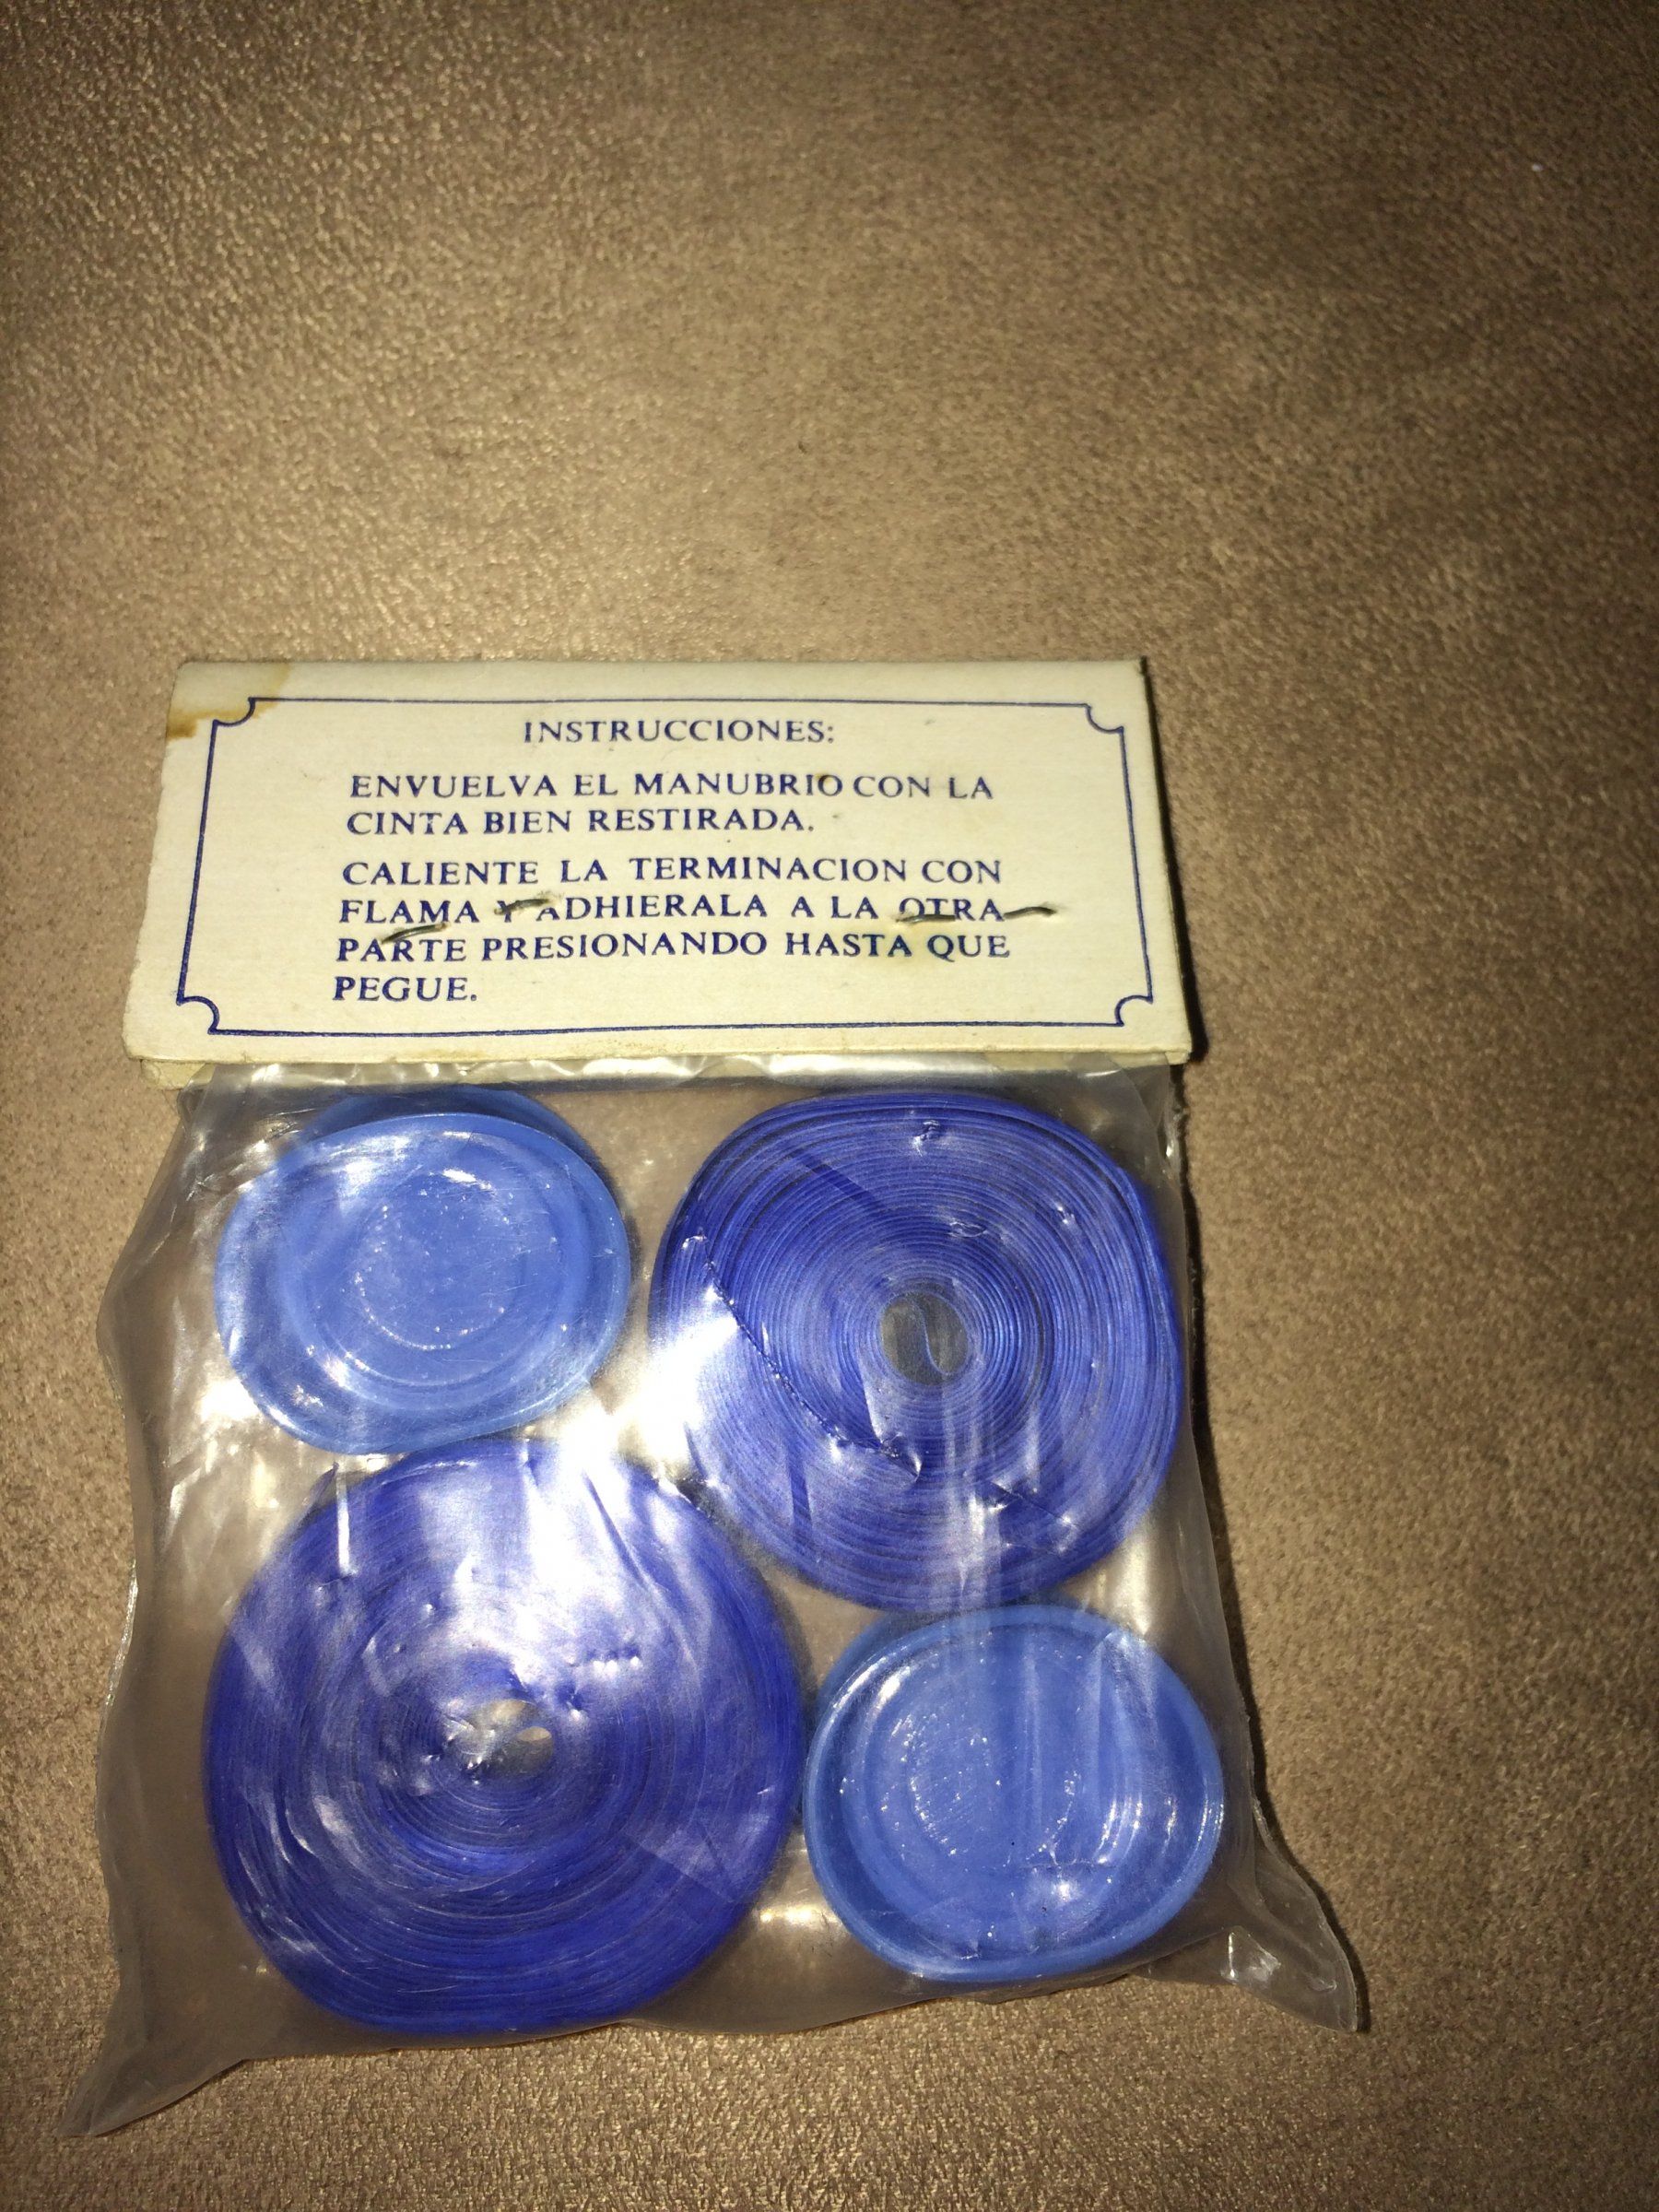 INSTRUCCIONES:
ENVUELVA EL MANUBRIO CON LA
CINTA BIEN RESTIRADA.
CALIENTE LA TERMINACION CON
FLAMA Y ADHIERALA A LA OTRA
PARTE PRESIONANDO HASTA QUE
PEGUE.